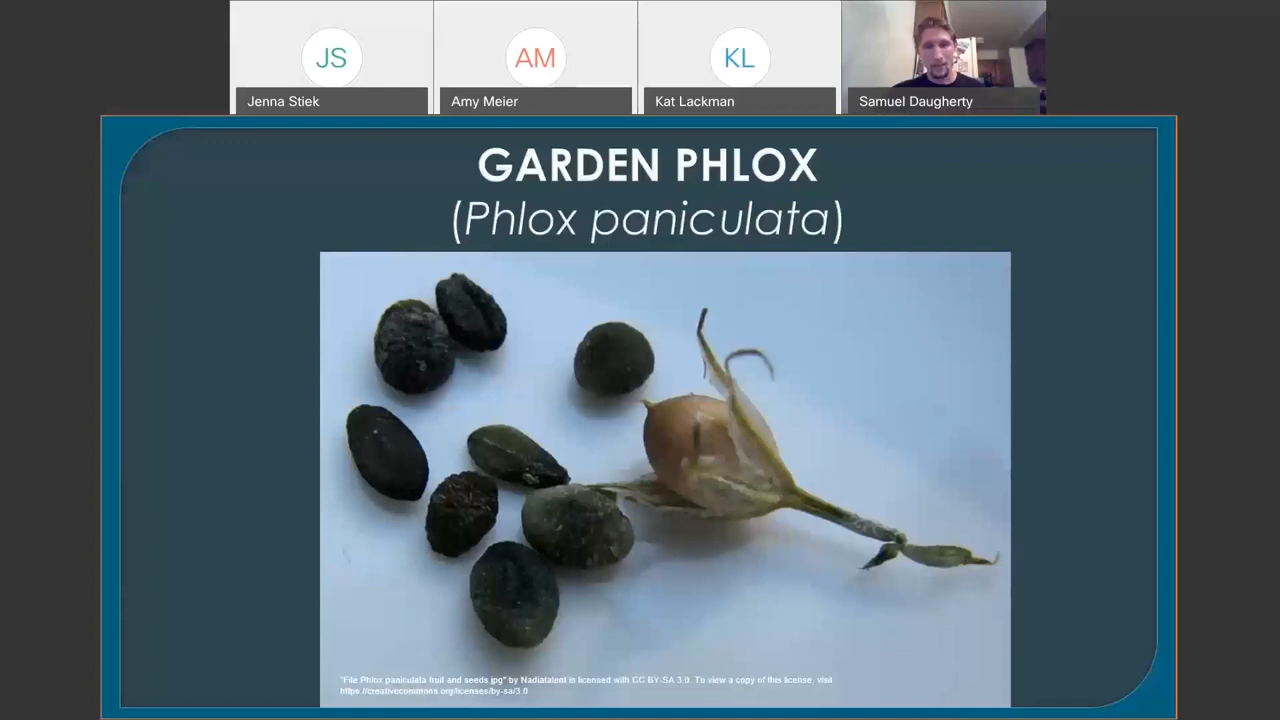 JS
AM
KL
Jenna Stiek
Amy Meier
Kat Lackman
Samuel Daugherty
GARDEN PHLOX
(Phlox paniculata)
"File Phlox paniculata fruit and seeds.jpg" by Nadiatalent is licensed with CC BY-SA 3.0. To view a copy of this license, visit
https://creativecommons.org/licenses/by-sa/3.0